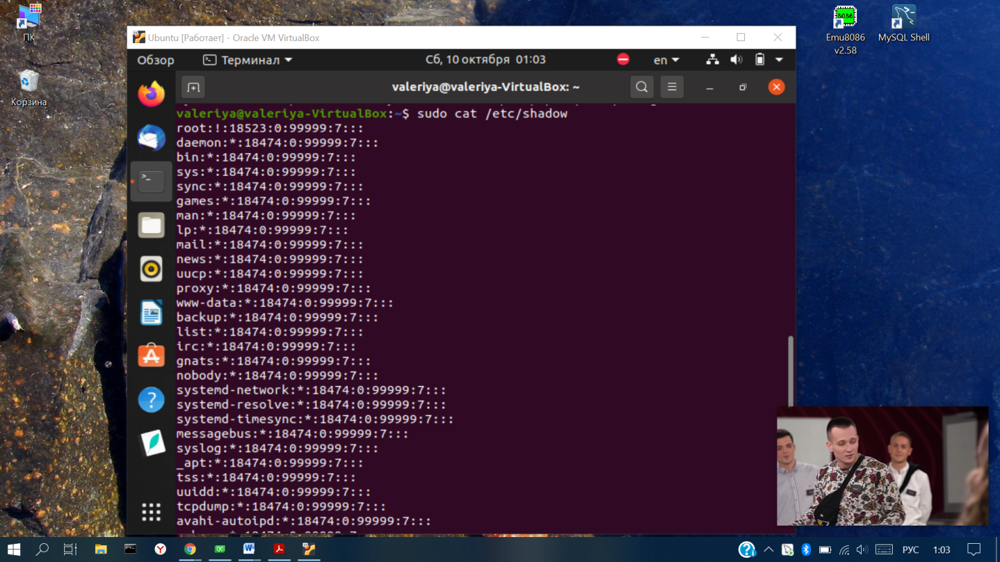 ПК
Корзина
Emu8086
v2.58
MySQL Shell
Ubuntu [Работает] - Oracle VM VirtualBox
Обзор
Терминал
Сб, 10 октября 01:03
en
valeriya@valeriya-VirtualBox: ~
valeriya@valeriya-VirtualBox:~$ sudo cat /etc/shadow
root:!:18523:0:99999:7:::
daemon:*:18474:0:99999:7:::
bin:*:18474:0:99999:7:::
sys:*:18474:0:99999:7:::
sync:*:18474:0:99999:7:::
games:*:18474:0:99999:7:::
man:*:18474:0:99999:7:::
lp:*:18474:0:99999:7:::
mail:*:18474:0:99999:7:::
news:*:18474:0:99999:7:::
uucp:*:18474:0:99999:7:::
proxy:*:18474:0:99999:7:::
www-data:*:18474:0:99999:7:::
backup:*:18474:0:99999:7:::
list:*:18474:0:99999:7:::
irc:*:18474:0:99999:7:::
gnats:*:18474:0:99999:7:::
nobody:*:18474:0:99999:7:::
systemd-network:*:18474:0:99999:7:::
systemd-resolve:*:18474:0:99999:7:::
systemd-timesync:*:18474:0:99999:7:::
messagebus:*:18474:0:99999:7:::
syslog:*:18474:0:99999:7:::
_apt:*:18474:0:99999:7:::
tss:*:18474:0:99999:7:::
uuidd:*:18474:0:99999:7:::
tcpdump:*:18474:0:99999:7:::
avahi-autoipd:*:18474:0:99999:7:::
РУС
1:03